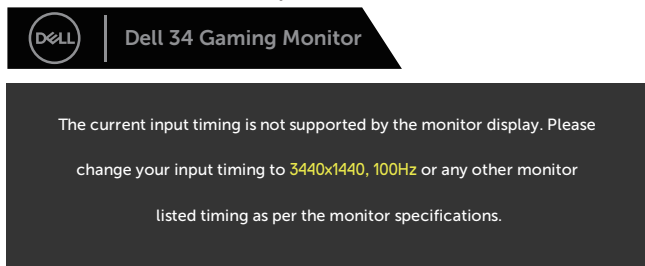 DELL
Dell 34 Gaming Monitor
The current input timing is not supported by the monitor display. Please
change your input timing to 3440x1440, 100Hz or any other monitor
listed timing as per the monitor specifications.